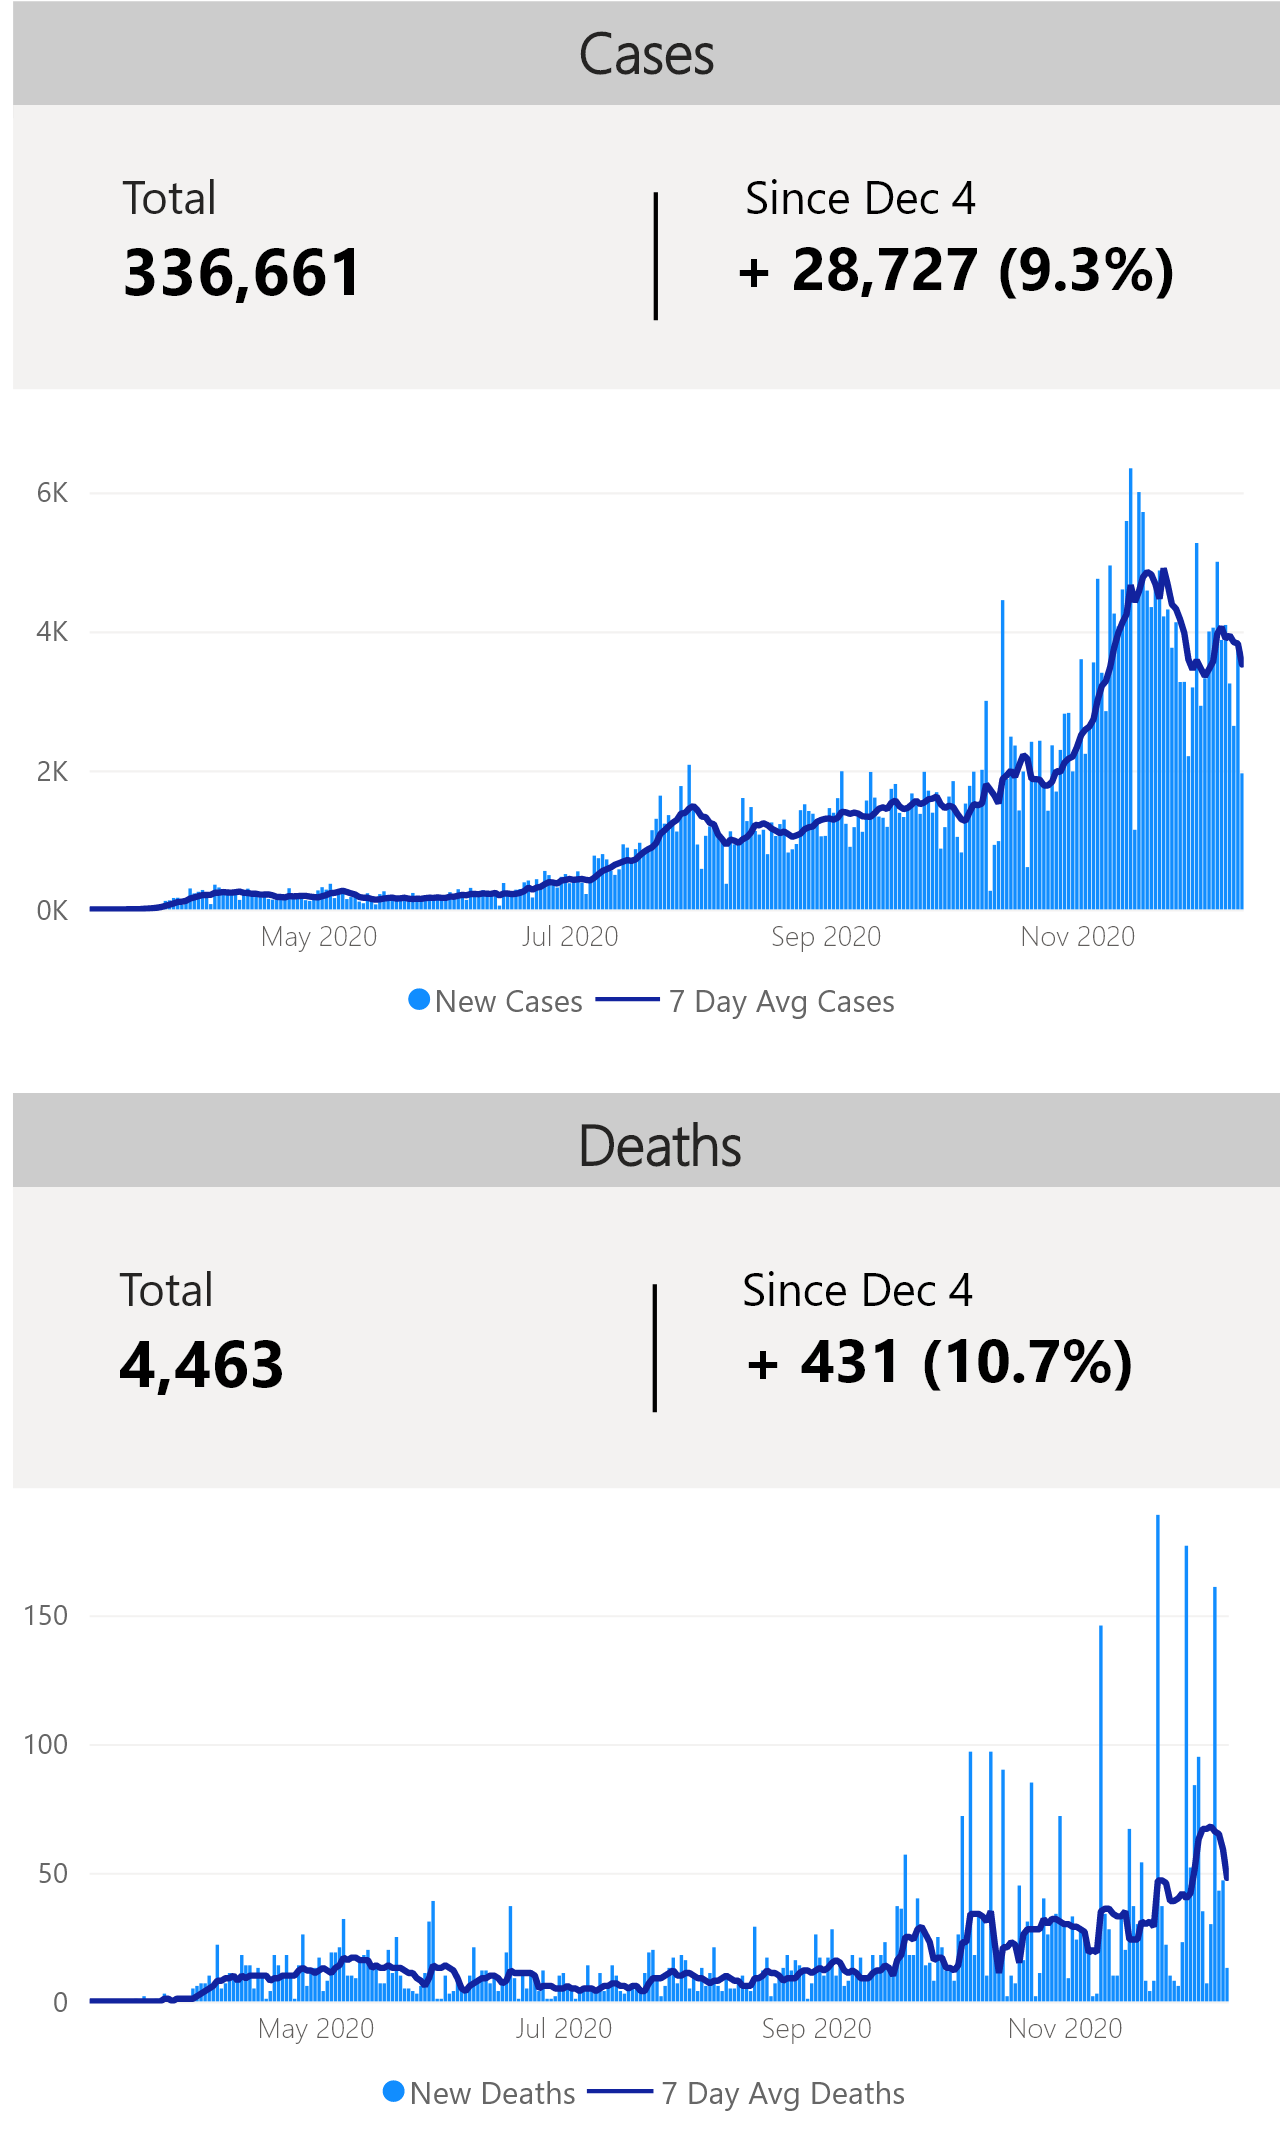 Cases
Total
Since Dec 4
336,661
+ 28,727 (9.3%)
6K
4K
2K
0K
May 2020
Jul 2020
Sep 2020
Nov 2020
New Cases
7 Day Avg Cases
Deaths
Total
Since Dec 4
4,463
+ 431 (10.7%)
150
100
50
0
May 2020
Jul 2020
Sep 2020
Nov 2020
New Deaths
7 Day Avg Deaths